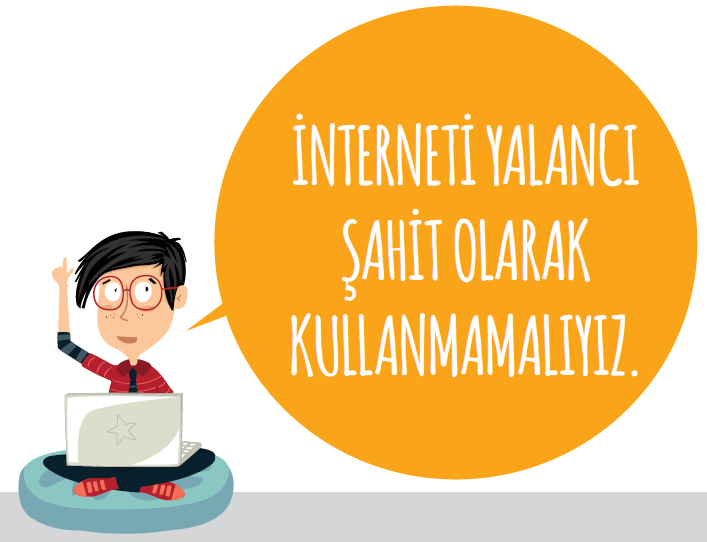 İNTERNETİ YALANCI
ŞAHİT OLARAK
KULLANMAMALIYIZ.